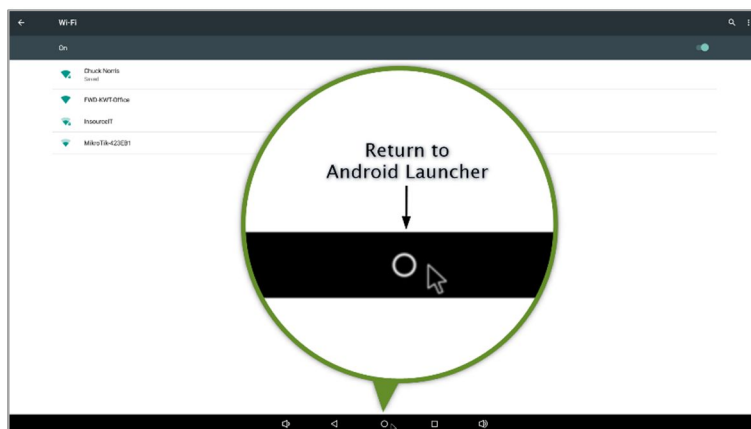 Wi-Fi
On
Chuck Norris
Saved
FWD-KWT-Office
InsourceIT
MikroTik-423EB1
Return to
Android Launcher